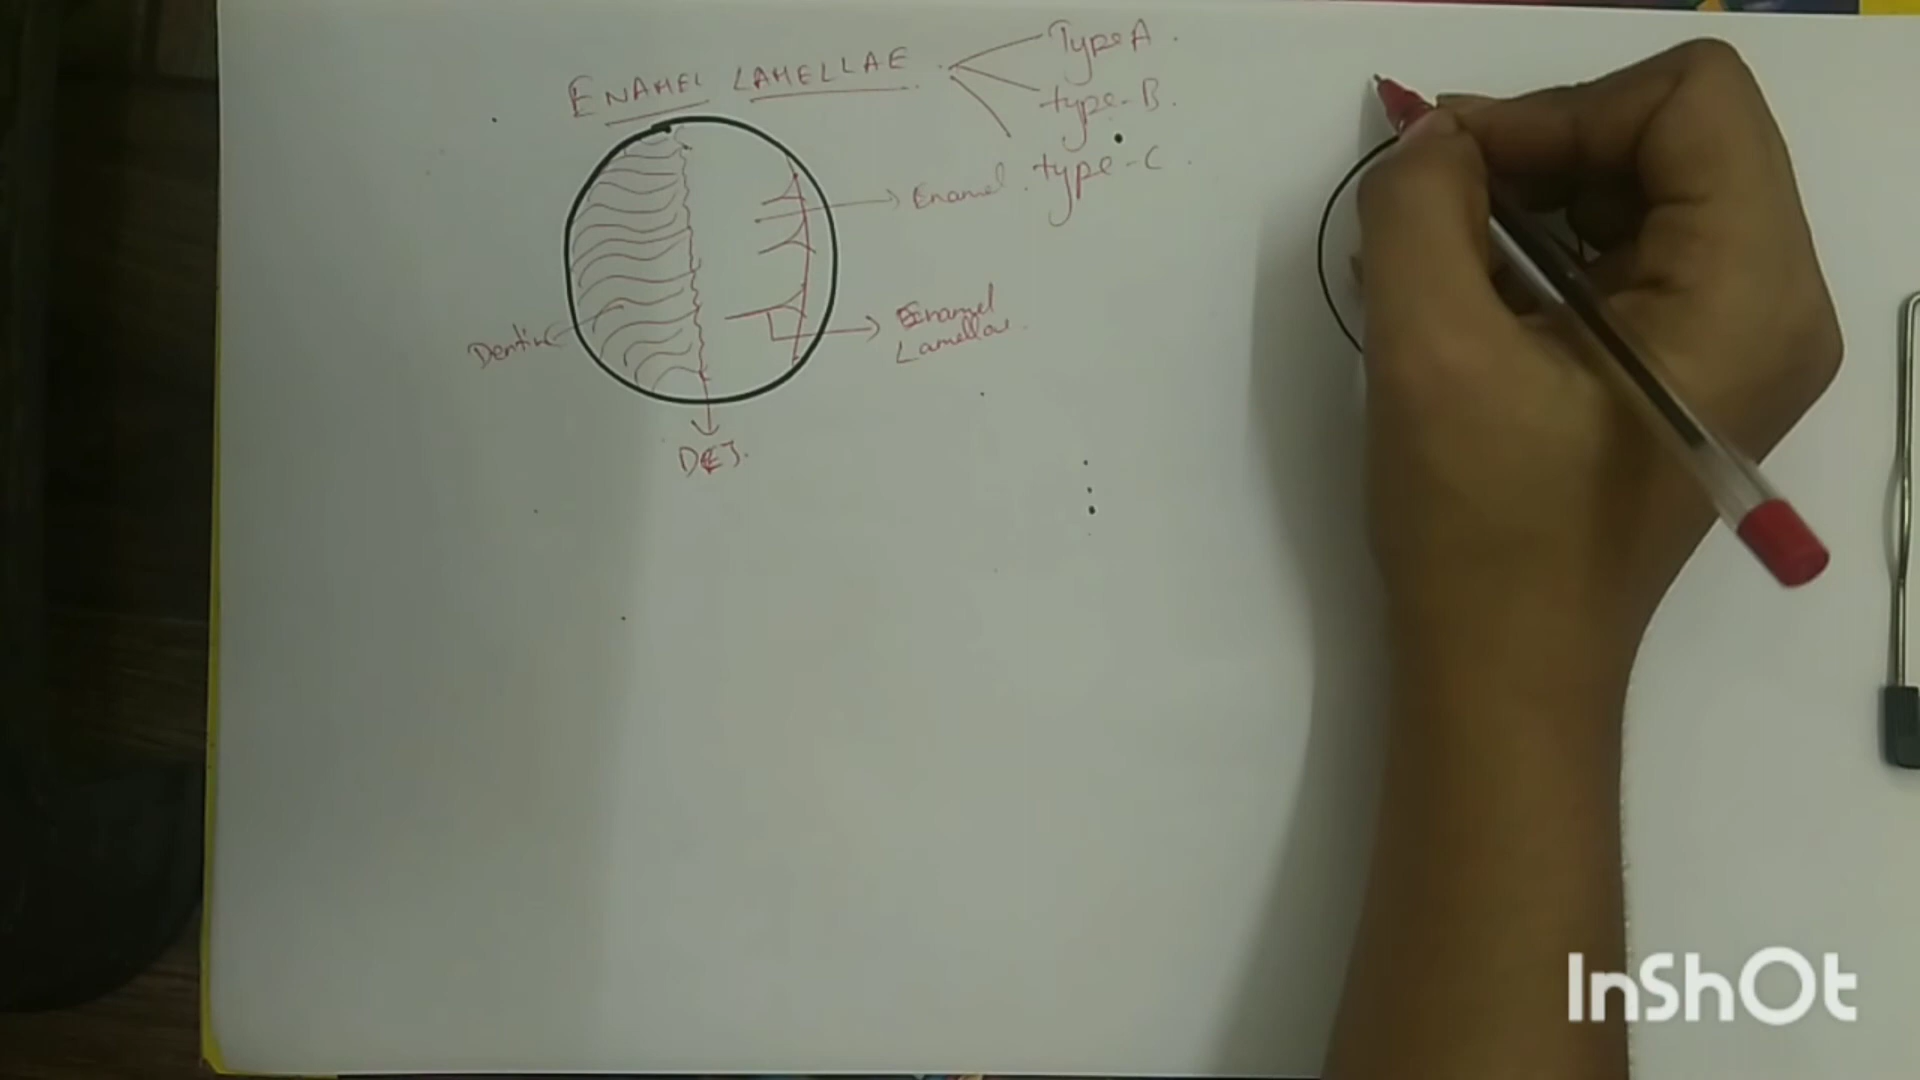 ENAMEL LAMELLAE
Type A.
type-B.
type-C.
Enamel.
Enamel
Lamellae.
Dentin
DEJ.
InShOt